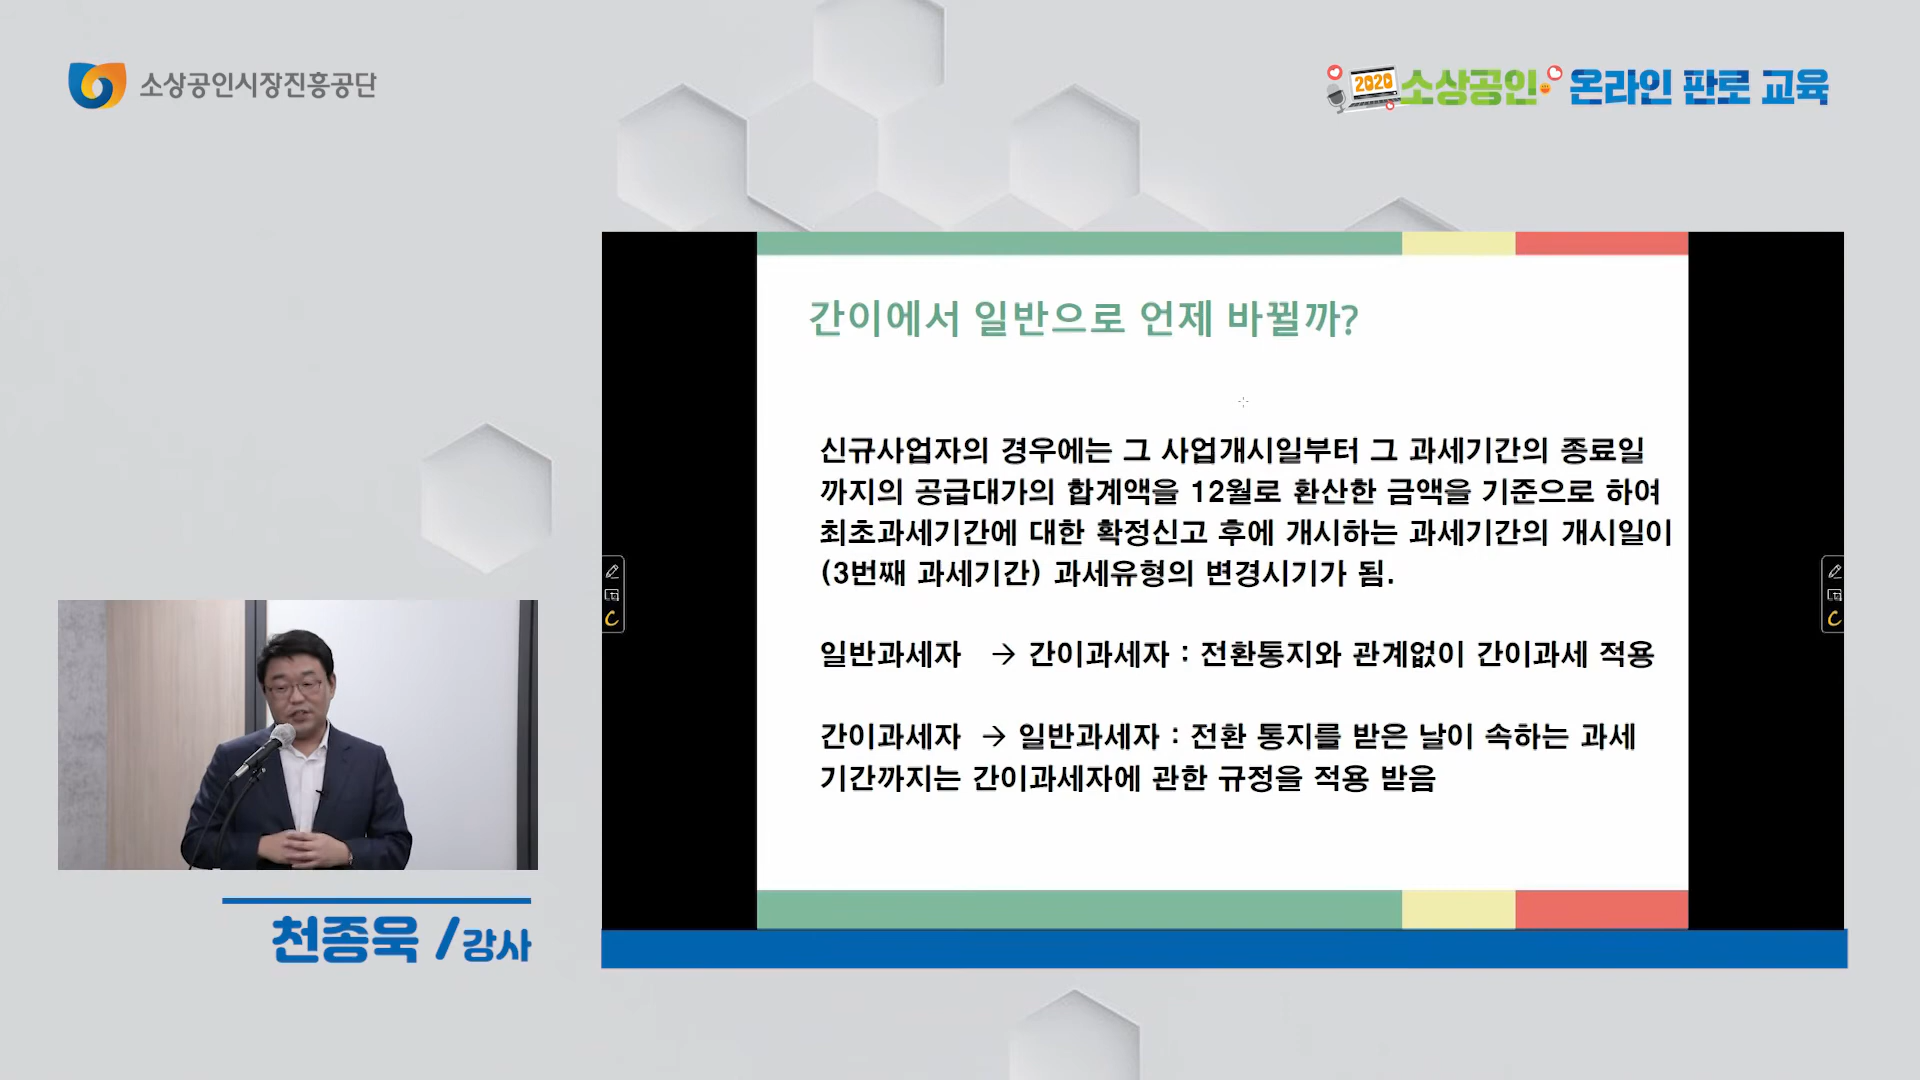 소상공인시장진흥공단
2020 소상공인 온라인 판로 교육
간이에서 일반으로 언제 바뀔까?
신규사업자의 경우에는 그 사업개시일부터 그 과세기간의 종료일
까지의 공급대가의 합계액을 12월로 환산한 금액을 기준으로 하여
최초과세기간에 대한 확정신고 후에 개시하는 과세기간의 개시일이
(3번째 과세기간) 과세유형의 변경시기가 됨.
일반과세자 → 간이과세자 : 전환통지와 관계없이 간이과세 적용
간이과세자 → 일반과세자 : 전환 통지를 받은 날이 속하는 과세
기간까지는 간이과세자에 관한 규정을 적용 받음
천종욱 / 강사